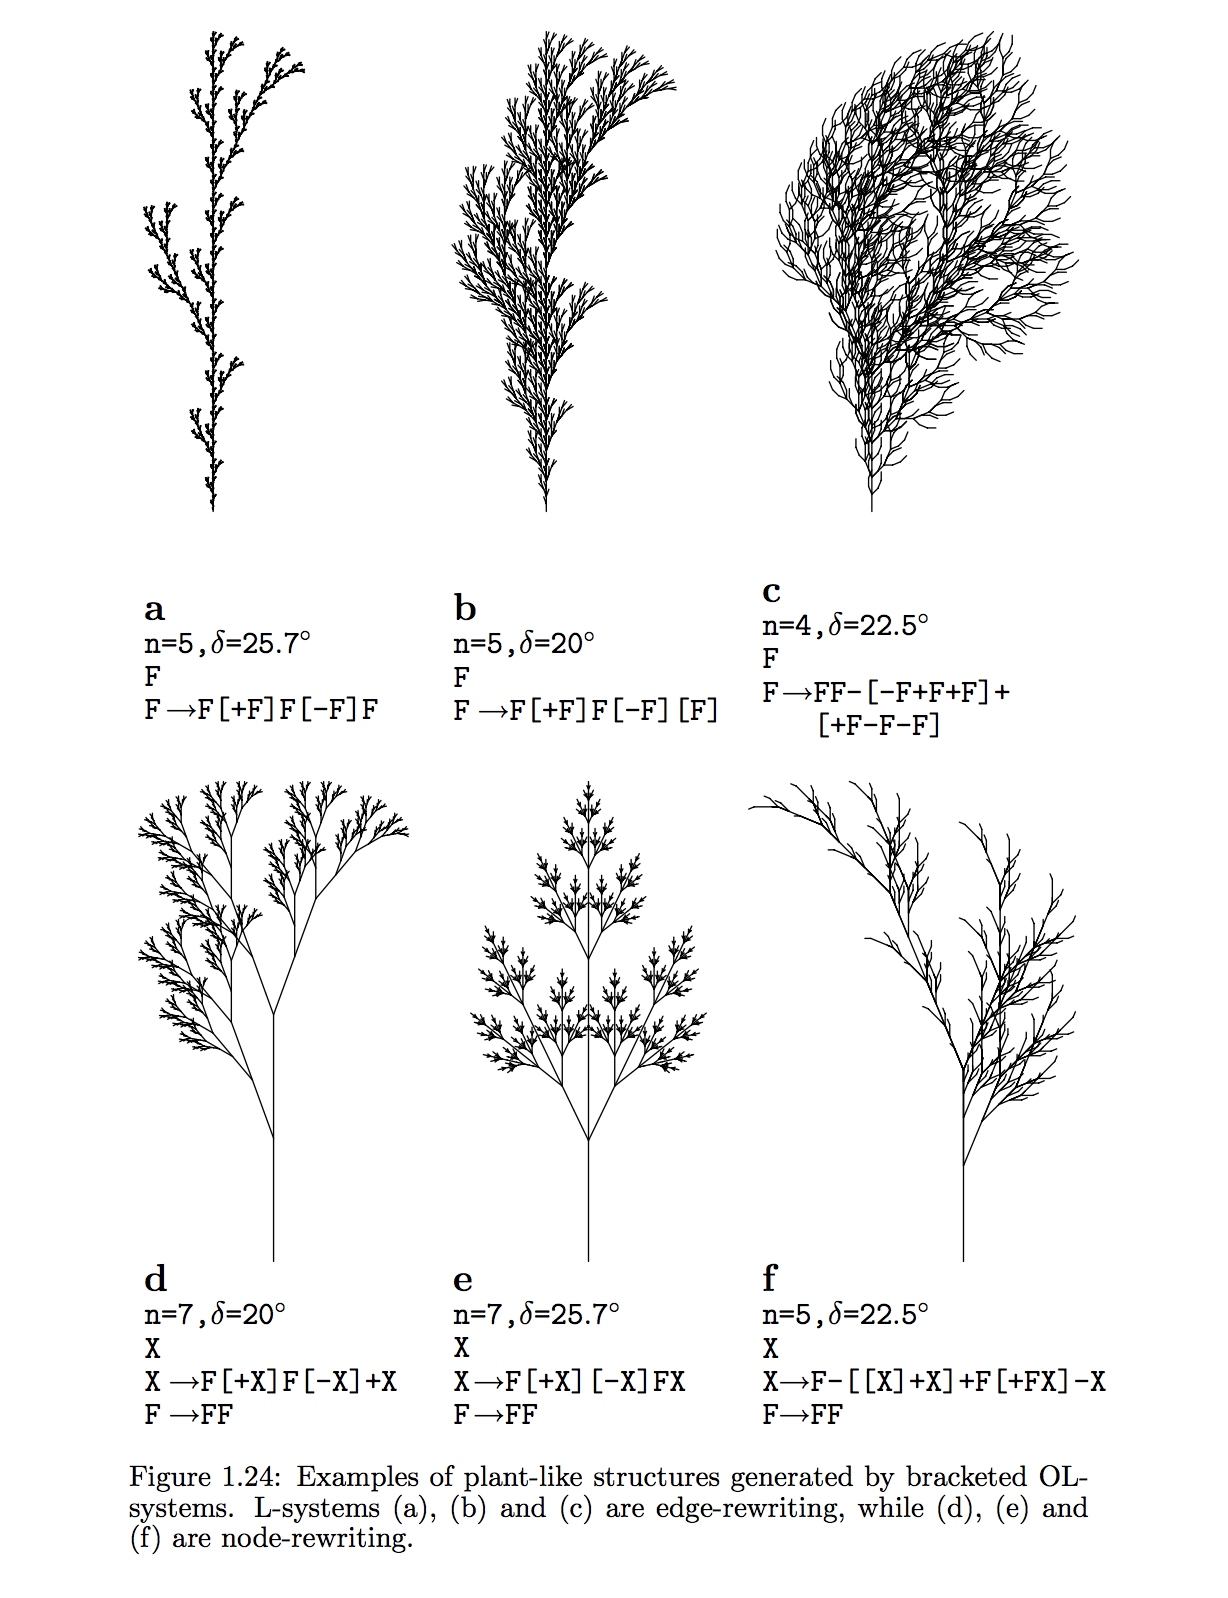 a
n=5,δ=25.7°
F
F→F[+F]F[-F]F
b
n=5,δ=20°
F
F→F[+F]F[-F][F]
c
n=4,δ=22.5°
F
F→FF-[-F+F+F]+
[+F-F-F]
d
n=7,δ=20°
X
X→F[+X]F[-X]+X
F→FF
e
n=7,δ=25.7°
X
X→F[+X][-X]FX
F→FF
f
n=5,δ=22.5°
X
X→F-[[X]+X]+F[+FX]-X
F→FF
Figure 1.24: Examples of plant-like structures generated by bracketed OL-
systems. L-systems (a), (b) and (c) are edge-rewriting, while (d), (e) and
(f) are node-rewriting.